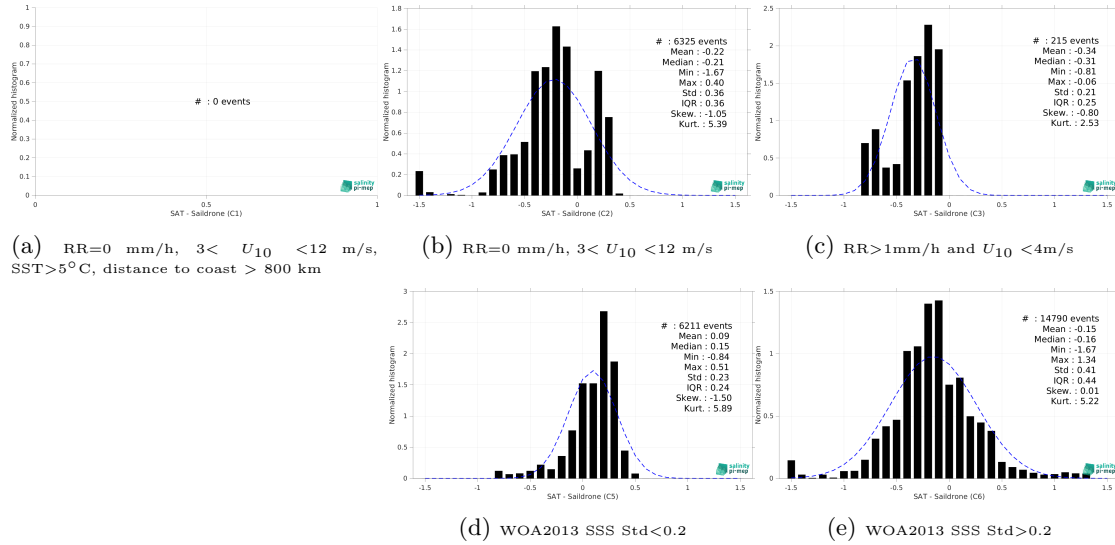 1
0.9
0.8
0.7
0.6
0.5
0.4
0.3
0.2
0.1
0
Normalized histogram
# : 0 events
0 0.5 1
SAT - Saildrone (C1)
salinity
pi-mep
(a) RR=0 mm/h, 3< U10 <12 m/s,
SST>5°C, distance to coast > 800 km
1.8
1.6
1.4
1.2
1
0.8
0.6
0.4
0.2
0
Normalized histogram
# : 6325 events
Mean : -0.22
Median : -0.21
Min : -1.67
Max : 0.40
Std : 0.36
IQR : 0.36
Skew. : -1.05
Kurt. : 5.39
-1.5 -1 -0.5 0 0.5 1 1.5
SAT - Saildrone (C2)
salinity
pi-mep
(b) RR=0 mm/h, 3< U10 <12 m/s
2.5
2
1.5
1
0.5
0
Normalized histogram
# : 215 events
Mean : -0.34
Median : -0.31
Min : -0.81
Max : -0.06
Std : 0.21
IQR : 0.25
Skew. : -0.80
Kurt. : 2.53
-1.5 -1 -0.5 0 0.5 1 1.5
SAT - Saildrone (C3)
salinity
pi-mep
(c) RR>1mm/h and U10 <4m/s
3
2.5
2
1.5
1
0.5
0
Normalized histogram
# : 6211 events
Mean : 0.09
Median : 0.15
Min : -0.84
Max : 0.51
Std : 0.23
IQR : 0.24
Skew. : -1.50
Kurt. : 5.89
-1.5 -1 -0.5 0 0.5 1 1.5
SAT - Saildrone (C5)
salinity
pi-mep
(d) WOA2013 SSS Std<0.2
1.5
1
0.5
0
Normalized histogram
# : 14790 events
Mean : -0.15
Median : -0.16
Min : -1.67
Max : 1.34
Std : 0.41
IQR : 0.44
Skew. : 0.01
Kurt. : 5.22
-1.5 -1 -0.5 0 0.5 1 1.5
SAT - Saildrone (C6)
salinity
pi-mep
(e) WOA2013 SSS Std>0.2